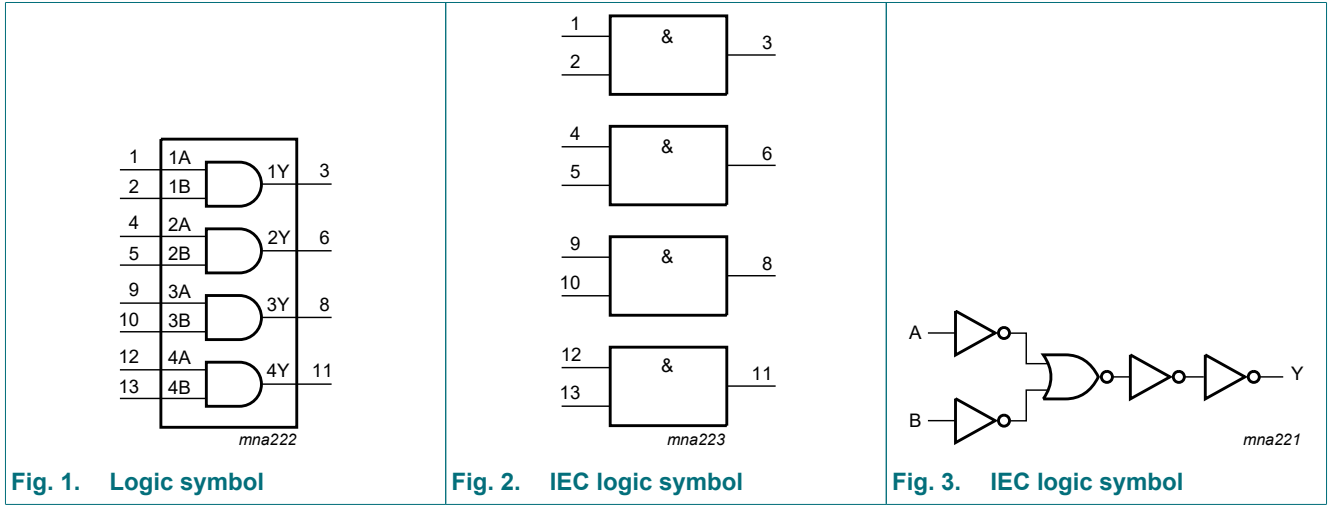 1 1A 1Y 3
2 1B
4 2A 2Y 6
5 2B
9 3A 3Y 8
10 3B
12 4A 4Y 11
13 4B
mna222
Fig. 1. Logic symbol
1 & 3
2
4 & 6
5
9 & 8
10
12 & 11
13
mna223
Fig. 2. IEC logic symbol
A
Y
B
mna221
Fig. 3. IEC logic symbol